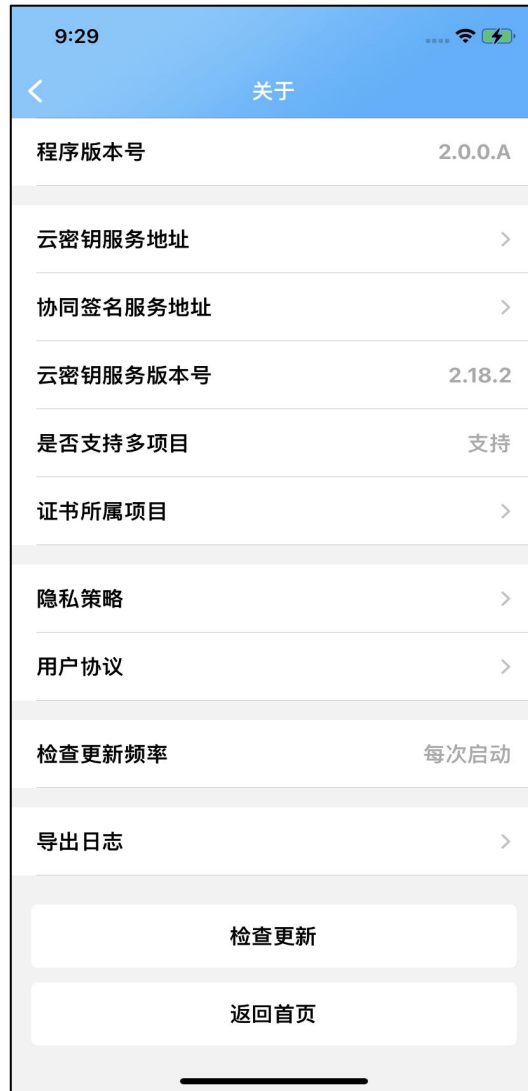 9:29
关于
程序版本号 2.0.0.A
云密钥服务地址
协同签名服务地址
云密钥服务版本号 2.18.2
是否支持多项目 支持
证书所属项目
隐私策略
用户协议
检查更新频率 每次启动
导出日志
检查更新
返回首页